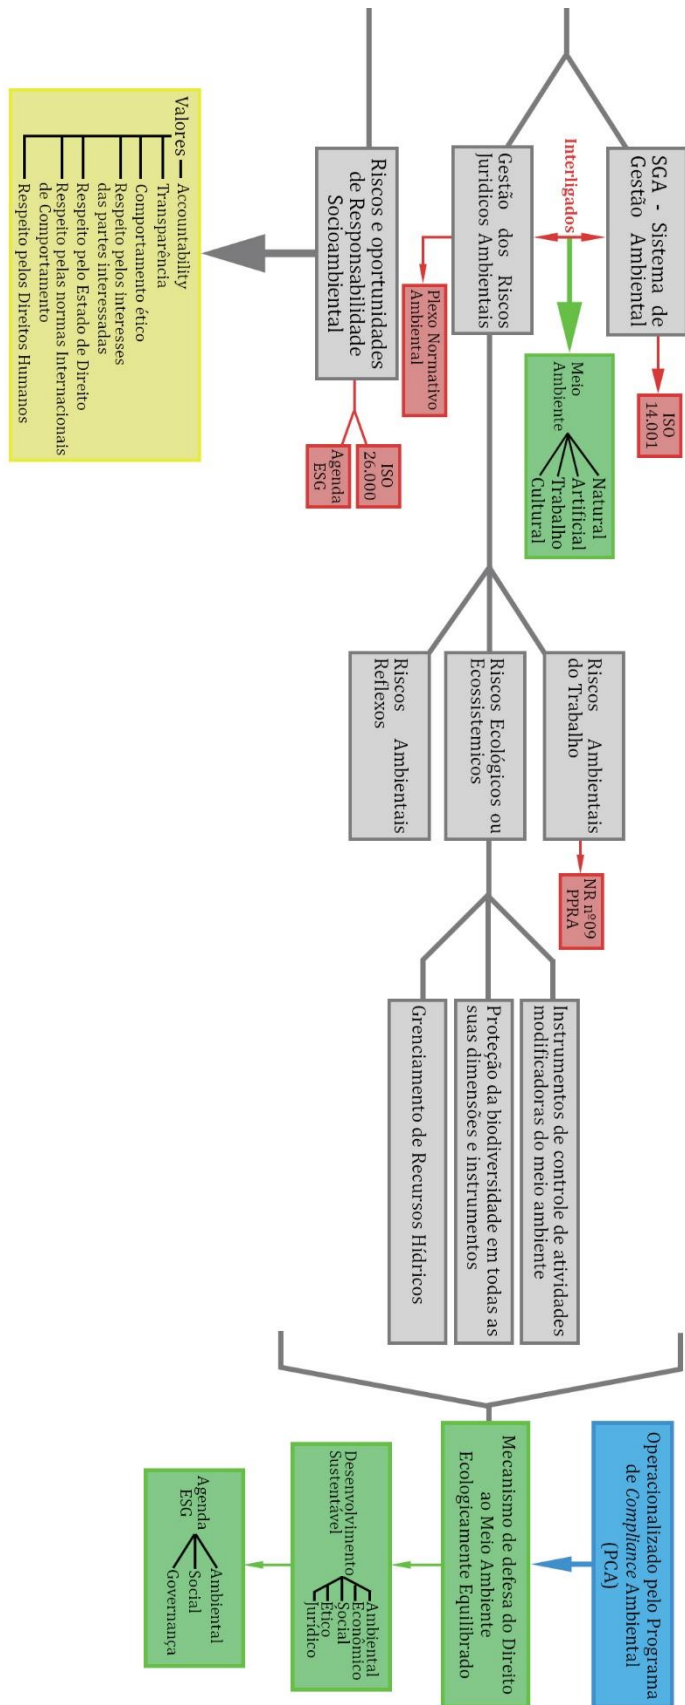 SGA - Sistema de
Gestão Ambiental
ISO
14.001
Interligados
Meio
Ambiente
Natural
Artificial
Trabalho
Cultural
Gestão dos Riscos
Juridicos Ambientais
Plexo Normativo
Ambiental
Riscos e oportunidades
de Responsabilidade
Socioambiental
ISO
26.000
Agenda
ESG
Valores
Accountability
Transparência
Comportamento ético
Respeito pelos interesses
das partes interessadas
Respeito pelo Estado de Direito
Respeito pelas normas Internacionais
de Comportamento
Respeito pelos Direitos Humanos
Riscos Ambientais
do Trabalho
NR nº09
PPRA
Riscos Ecológicos ou
Ecossistemicos
Riscos Ambientais
Reflexos
Instrumentos de controle de atividades
modificadoras do meio ambiente
Proteção da biodiversidade em todas as
suas dimensões e instrumentos
Grenciamento de Recursos Hídricos
Operacionalizado pelo Programa
de Compliance Ambiental
(PCA)
Mecanismo de defesa do Direito
ao Meio Ambiente
Ecologicamente Equilibrado
Desenvolvimento
Sustentável
Ambiental
Econômico
Social
Ético
Jurídico
Agenda
ESG
Ambiental
Social
Governança